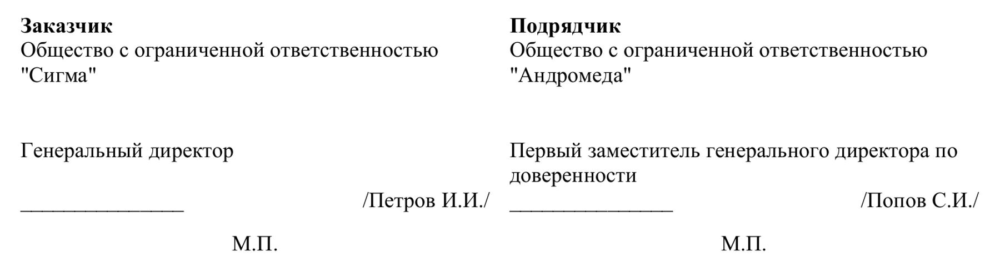 Заказчик
Общество с ограниченной ответственностью
"Сигма"
Генеральный директор
_______________ /Петров И.И./
М.П.
Подрядчик
Общество с ограниченной ответственностью
"Андромеда"
Первый заместитель генерального директора по
доверенности
_______________ /Попов С.И./
М.П.